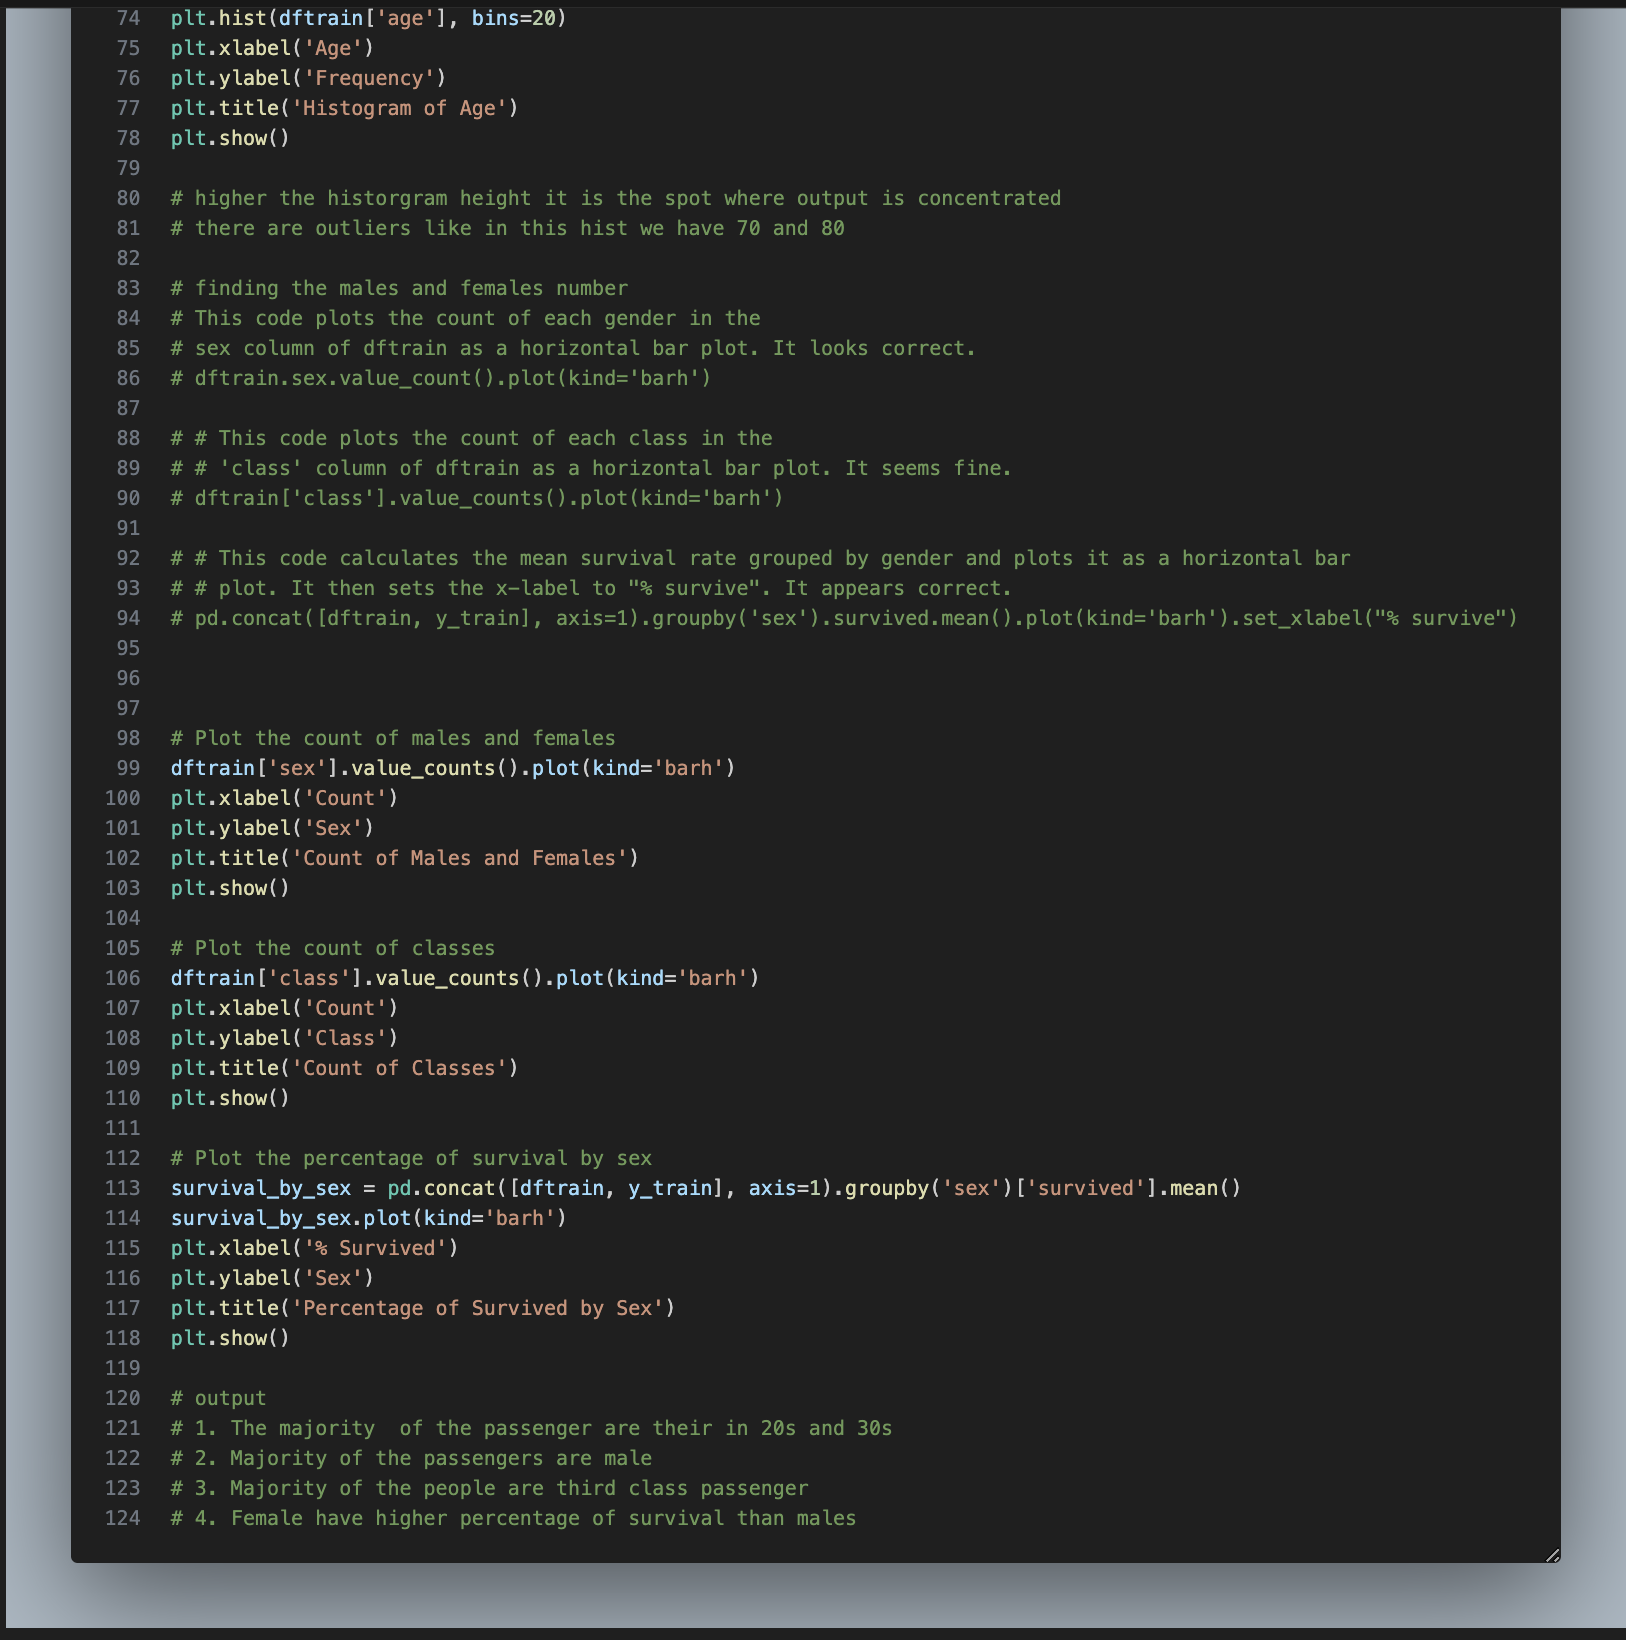 74 plt.hist(dftrain['age'], bins=20)
75 plt.xlabel('Age')
76 plt.ylabel('Frequency')
77 plt.title('Histogram of Age')
78 plt.show()
79
80 # higher the historgram height it is the spot where output is concentrated
81 # there are outliers like in this hist we have 70 and 80
82
83 # finding the males and females number
84 # This code plots the count of each gender in the
85 # sex column of dftrain as a horizontal bar plot. It looks correct.
86 # dftrain.sex.value_count().plot(kind='barh')
87
88 # # This code plots the count of each class in the
89 # # 'class' column of dftrain as a horizontal bar plot. It seems fine.
90 # dftrain['class'].value_counts().plot(kind='barh')
91
92 # # This code calculates the mean survival rate grouped by gender and plots it as a horizontal bar
93 # # plot. It then sets the x-label to "% survive". It appears correct.
94 # pd.concat([dftrain, y_train], axis=1).groupby('sex').survived.mean().plot(kind='barh').set_xlabel("% survive")
95
96
97
98 # Plot the count of males and females
99 dftrain['sex'].value_counts().plot(kind='barh')
100 plt.xlabel('Count')
101 plt.ylabel('Sex')
102 plt.title('Count of Males and Females')
103 plt.show()
104
105 # Plot the count of classes
106 dftrain['class'].value_counts().plot(kind='barh')
107 plt.xlabel('Count')
108 plt.ylabel('Class')
109 plt.title('Count of Classes')
110 plt.show()
111
112 # Plot the percentage of survival by sex
113 survival_by_sex = pd.concat([dftrain, y_train], axis=1).groupby('sex')['survived'].mean()
114 survival_by_sex.plot(kind='barh')
115 plt.xlabel('% Survived')
116 plt.ylabel('Sex')
117 plt.title('Percentage of Survived by Sex')
118 plt.show()
119
120 # output
121 # 1. The majority  of the passenger are their in 20s and 30s
122 # 2. Majority of the passengers are male
123 # 3. Majority of the people are third class passenger
124 # 4. Female have higher percentage of survival than males